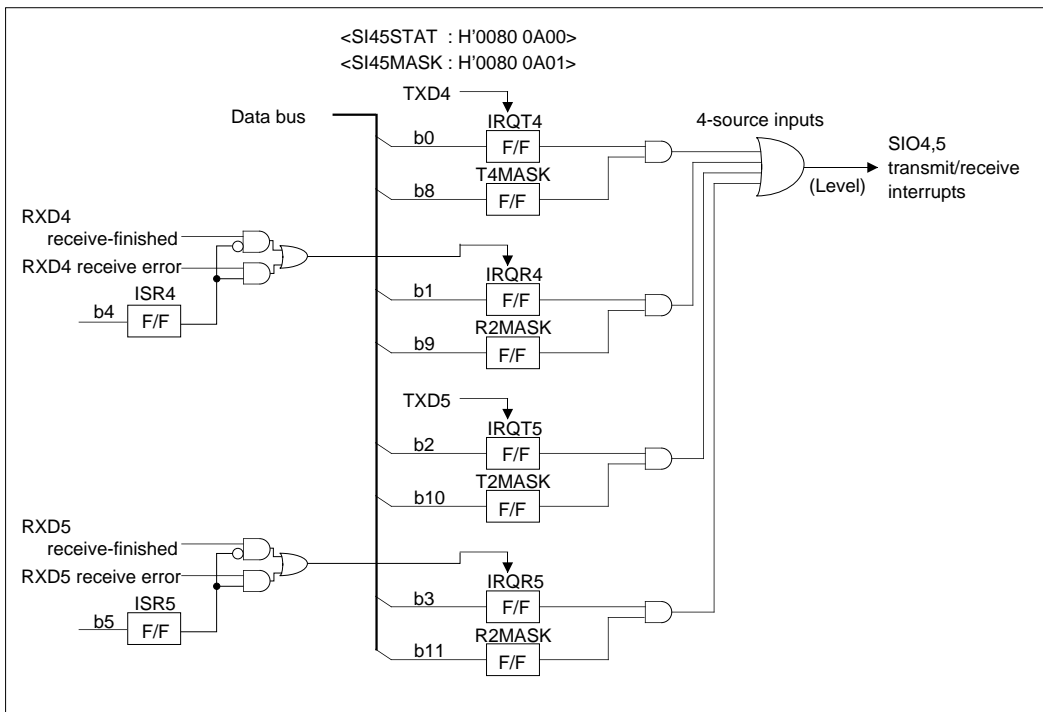 <SI45STAT : H'0080 0A00>
<SI45MASK : H'0080 0A01>
TXD4
Data bus
IRQT4
4-source inputs
b0
F/F
SIO4,5
transmit/receive
interrupts
(Level)
T4MASK
b8
F/F
RXD4
receive-finished
RXD4 receive error
IRQR4
ISR4
b1
F/F
b4
F/F
R2MASK
b9
F/F
TXD5
IRQT5
b2
F/F
T2MASK
b10
F/F
RXD5
receive-finished
RXD5 receive error
IRQR5
ISR5
b3
F/F
b5
F/F
R2MASK
b11
F/F